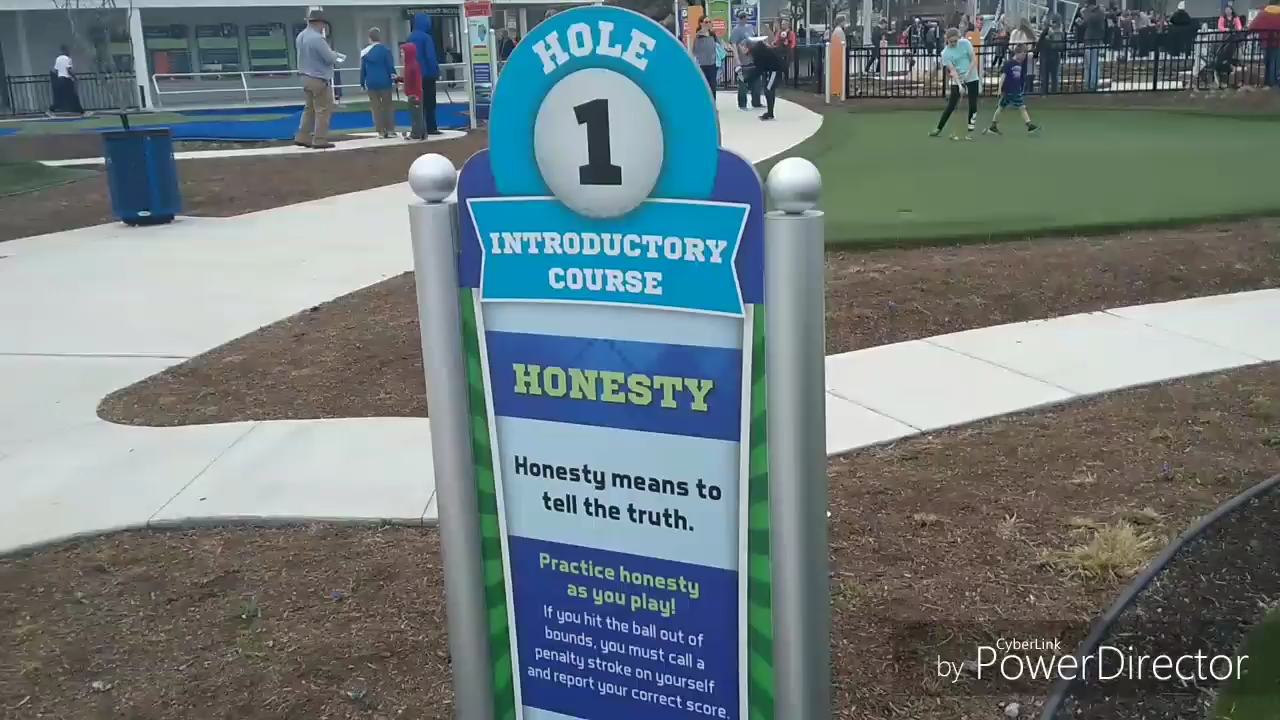 HOLE
1
INTRODUCTORY
COURSE
HONESTY
Honesty means to
tell the truth.
Practice honesty
as you play!
If you hit the ball out of
bounds, you must call a
penalty stroke on yourself
and report your correct score.
CyberLink
by PowerDirector